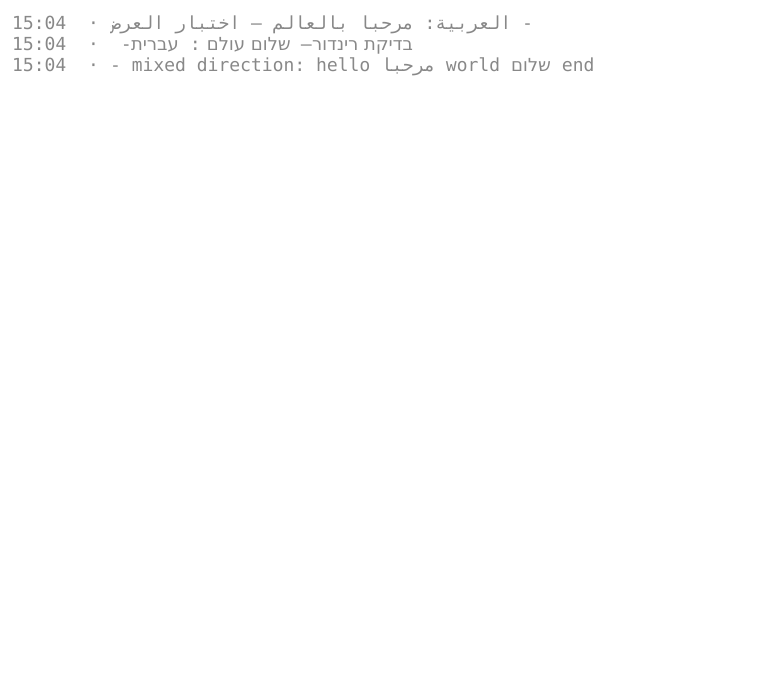 15:04 · - العربية: مرحبا بالعالم — اختبار العرض
15:04 · -עברית : שלום עולם —בדיקת רינדור
15:04 · - mixed direction: hello مرحبا world שלום end